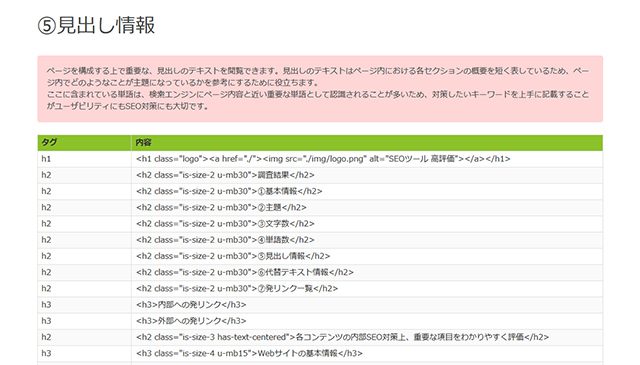 ⑤見出し情報
ページを構成する上で重要な、見出しのテキストを閲覧できます。見出しのテキストはページ内における各セクションの概要を短く表しているため、ペー
ジ内でどのようなことが主題になっているかを参考にするために役立ちます。
ここに含まれている単語は、検索エンジンにページ内容と近い重要な単語として認識されることが多いため、対策したいキーワードを上手に記載すること
がユーザビリティにもSEO対策にも大切です。
タグ 内容
h1 <h1 class="logo"><a href="./"><img src="./img/logo.png" alt="SEOツール 高評価"></a></h1>
h2 <h2 class="is-size-2 u-mb30">調査結果</h2>
h2 <h2 class="is-size-2 u-mb30">①基本情報</h2>
h2 <h2 class="is-size-2 u-mb30">②主題</h2>
h2 <h2 class="is-size-2 u-mb30">③文字数</h2>
h2 <h2 class="is-size-2 u-mb30">④単語数</h2>
h2 <h2 class="is-size-2 u-mb30">⑤見出し情報</h2>
h2 <h2 class="is-size-2 u-mb30">⑥代替テキスト情報</h2>
h2 <h2 class="is-size-2 u-mb30">⑦発リンク一覧</h2>
h3 <h3>内部への発リンク</h3>
h3 <h3>外部への発リンク</h3>
h2 <h2 class="is-size-3 has-text-centered">各コンテンツの内部SEO対策上、重要な項目をわかりやすく評価</h2>
h3 <h3 class="is-size-4 u-mb15">Webサイトの基本情報</h3>